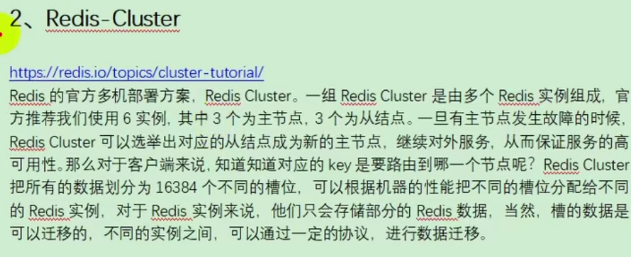 2、Redis-Cluster
https://redis.io/topics/cluster-tutorial/
Redis 的官方多机部署方案，Redis Cluster。一组 Redis Cluster 是由多个 Redis 实例组成，官
方推荐我们使用 6 实例，其中 3 个为主节点，3 个为从结点。一旦有主节点发生故障的时候，
Redis Cluster 可以选举出对应的从结点成为新的主节点，继续对外服务，从而保证服务的高
可用性。那么对于客户端来说，知道知道对应的 key 是要路由到哪一个节点呢？Redis Cluster
把所有的数据划分为 16384 个不同的槽位，可以根据机器的性能把不同的槽位分配给不同
的 Redis 实例，对于 Redis 实例来说，他们只会存储部分的 Redis 数据，当然，槽的数据是
可以迁移的，不同的实例之间，可以通过一定的协议，进行数据迁移。